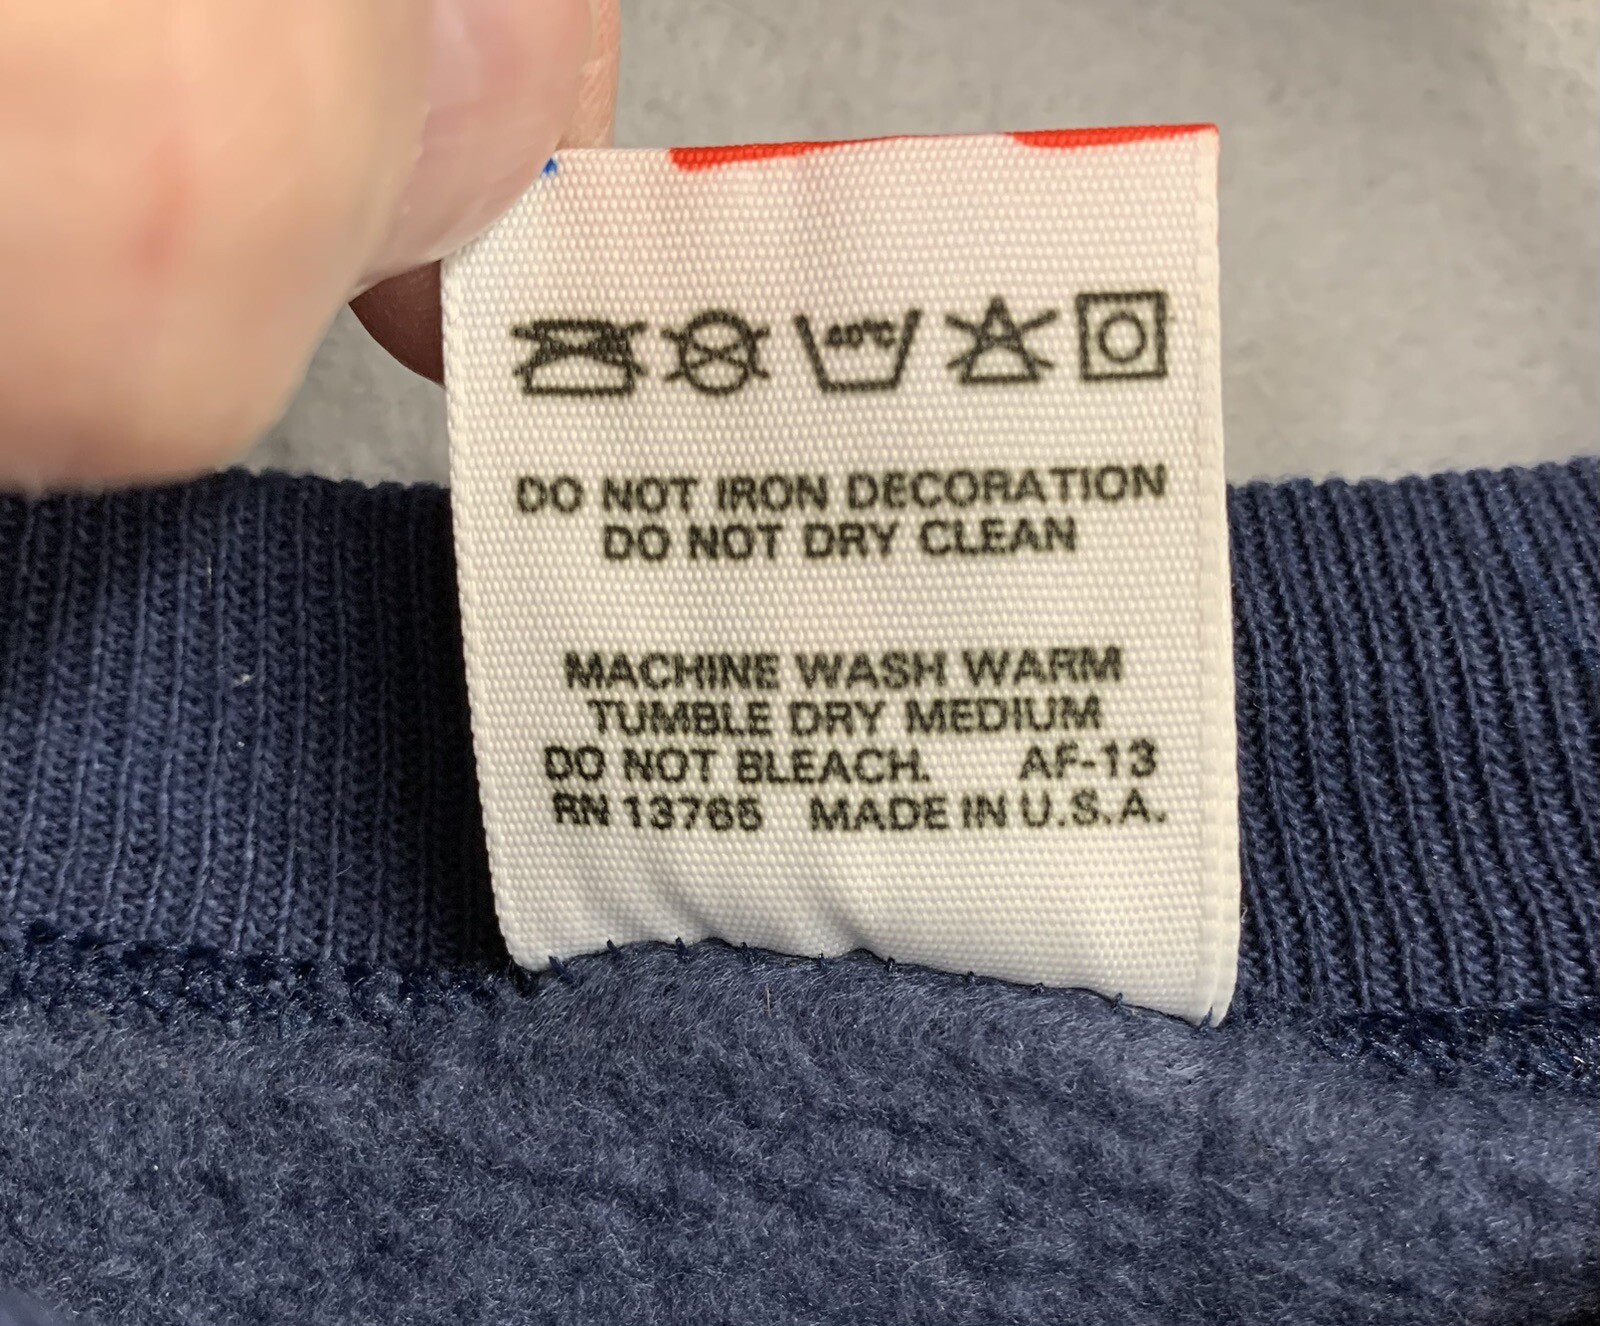 40°C
DO NOT IRON DECORATION
DO NOT DRY CLEAN
MACHINE WASH WARM
TUMBLE DRY MEDIUM
DO NOT BLEACH. AF-13
RN 13765 MADE IN U.S.A.